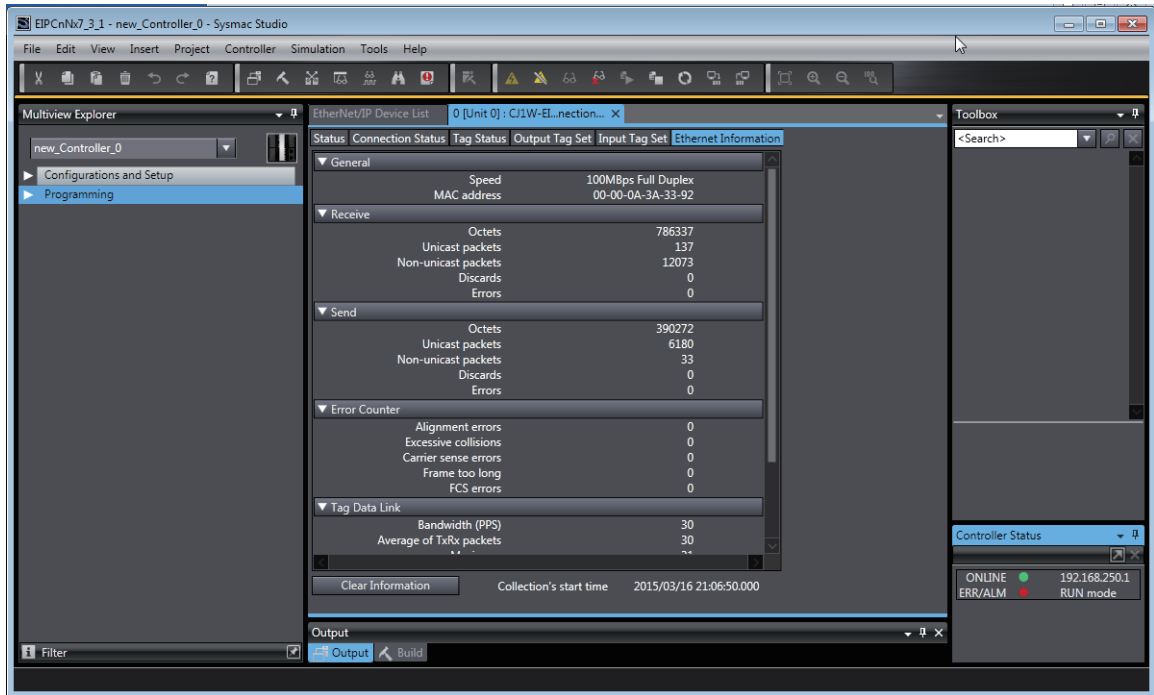 EIPCnNx7_3_1 - new_Controller_0 - Sysmac Studio
File Edit View Insert Project Controller Simulation Tools Help
Multiview Explorer
new_Controller_0
Configurations and Setup
Programming
Filter
EtherNet/IP Device List 0 [Unit 0] : CJ1W-EI...nection...
Status Connection Status Tag Status Output Tag Set Input Tag Set Ethernet Information
General
Speed 100MBps Full Duplex
MAC address 00-00-0A-3A-33-92
Receive
Octets 786337
Unicast packets 137
Non-unicast packets 12073
Discards 0
Errors 0
Send
Octets 390272
Unicast packets 6180
Non-unicast packets 33
Discards 0
Errors 0
Error Counter
Alignment errors 0
Excessive collisions 0
Carrier sense errors 0
Frame too long 0
FCS errors 0
Tag Data Link
Bandwidth (PPS) 30
Average of TxRx packets 30
Clear Information Collection's start time 2015/03/16 21:06:50.000
Output
Output Build
Toolbox
<Search>
Controller Status
ONLINE 192.168.250.1
ERR/ALM RUN mode